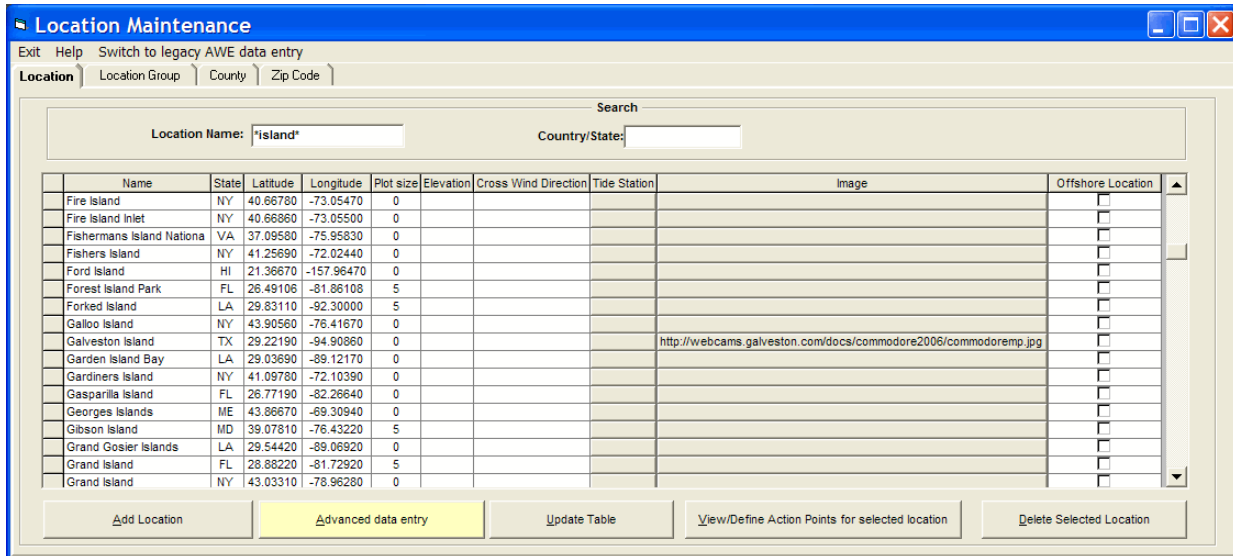 Location Maintenance
Exit Help Switch to legacy AWE data entry
Location Location Group County Zip Code
Search
Location Name: *island* Country/State:
Name State Latitude Longitude Plot size Elevation Cross Wind Direction Tide Station Image Offshore Location
Fire Island NY 40.66780 -73.05470 0
Fire Island Inlet NY 40.66860 -73.05500 0
Fishermans Island Nationa VA 37.09580 -75.95830 0
Fishers Island NY 41.25690 -72.02440 0
Ford Island HI 21.36670 -157.96470 0
Forest Island Park FL 26.49106 -81.86108 5
Forked Island LA 29.83110 -92.30000 5
Galloo Island NY 43.90560 -76.41670 0
Galveston Island TX 29.22190 -94.90860 0 http://webcams.galveston.com/docs/commodore2006/commodoremp.jpg
Garden Island Bay LA 29.03690 -89.12170 0
Gardiners Island NY 41.09780 -72.10390 0
Gasparilla Island FL 26.77190 -82.26640 0
Georges Islands ME 43.86670 -69.30940 0
Gibson Island MD 39.07810 -76.43220 5
Grand Gosier Islands LA 29.54420 -89.06920 0
Grand Island FL 28.88220 -81.72920 5
Grand Island NY 43.03310 -78.96280 0
Add Location Advanced data entry Update Table View/Define Action Points for selected location Delete Selected Location